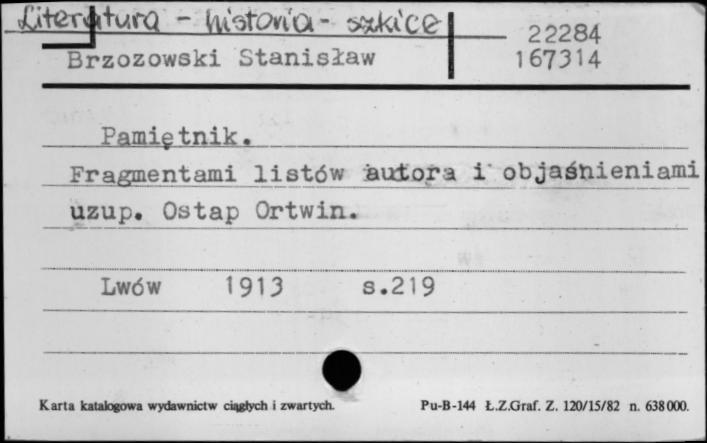 Literatura - historia - szkice
22284
Brzozowski Stanisław 167314
Pamiętnik.
Fragmentami listów autora i objaśnieniami
uzup. Ostap Ortwin.
Lwów 1913 s.219
Karta katalogowa wydawnictw ciągłych i zwartych. Pu-B-144 Ł.Z.Graf. Z. 120/15/82 n. 638000.